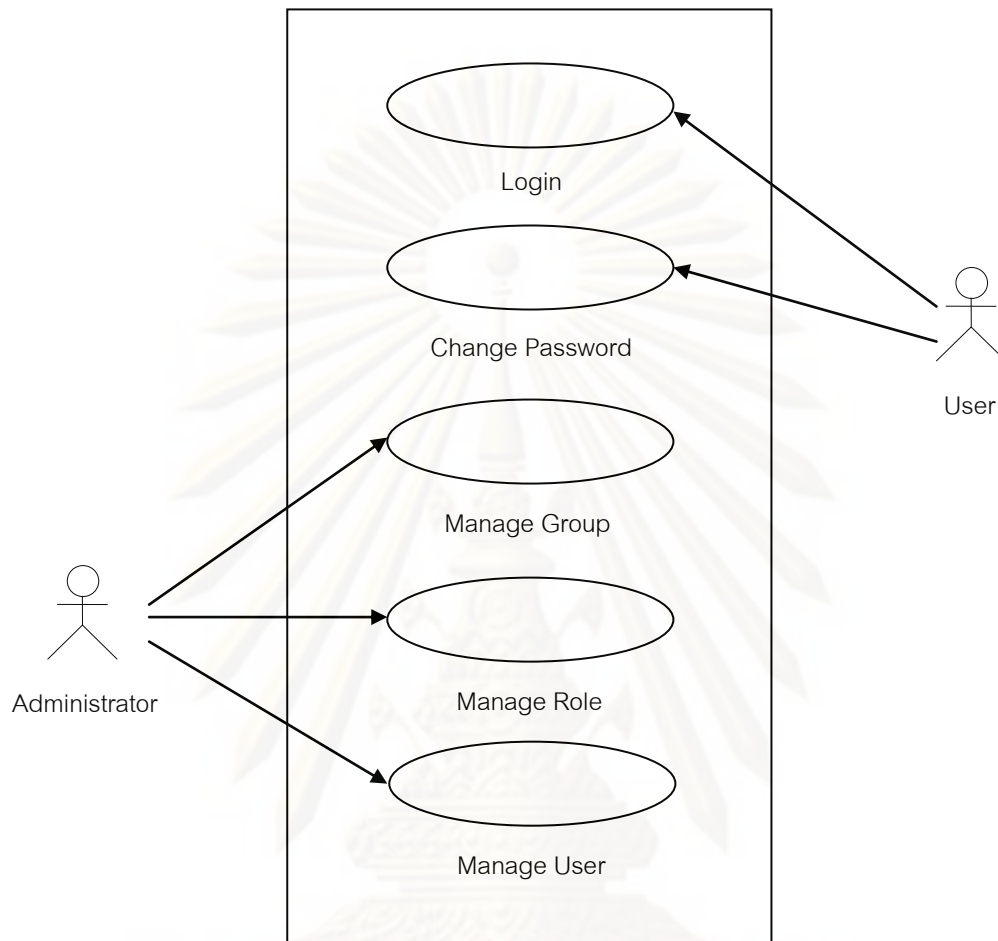 Login
Change Password
User
Manage Group
Manage Role
Administrator
Manage User